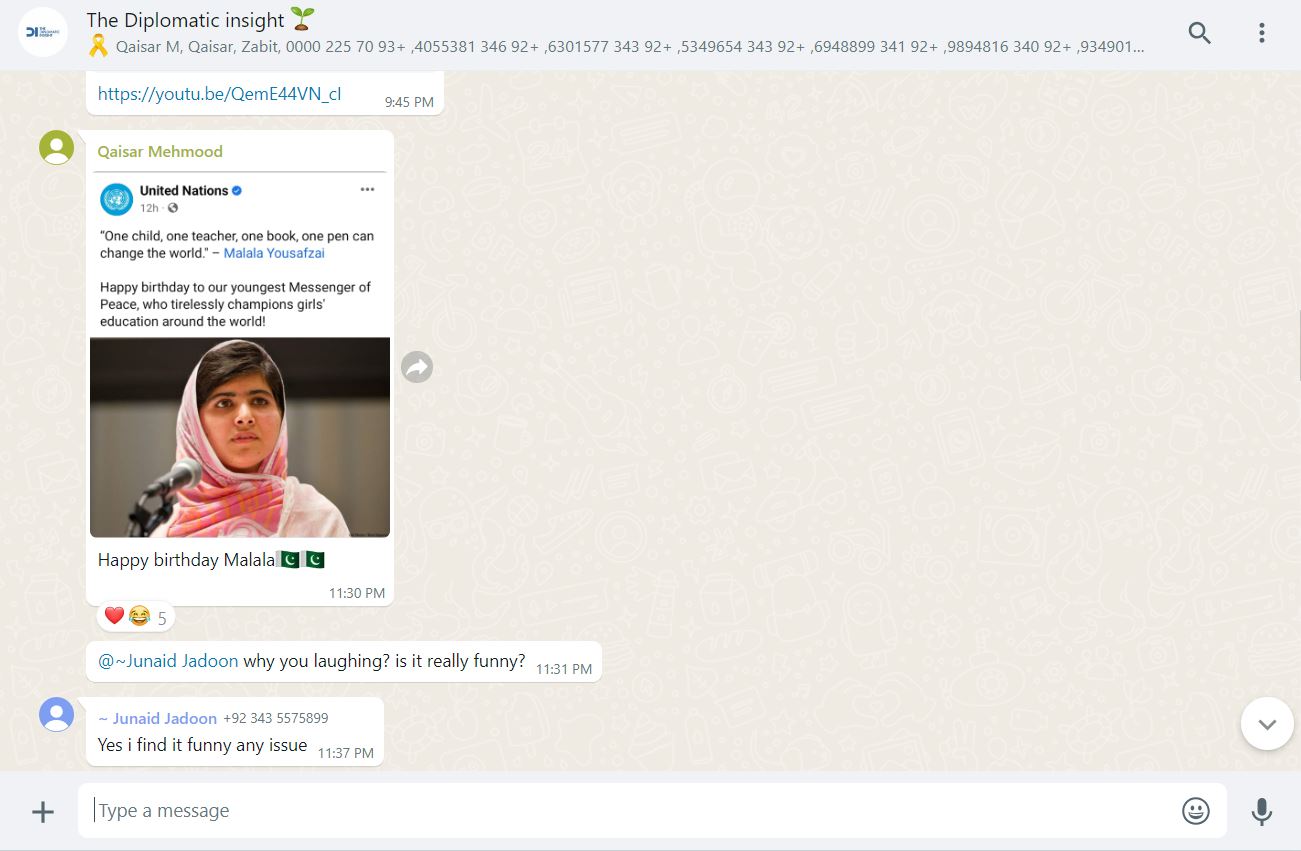 The Diplomatic insight 🌱
🎗️ Qaisar M, Qaisar, Zabit, 0000 225 70 93+ ,4055381 346 92+ ,6301577 343 92+ ,5349654 343 92+ ,6948899 341 92+ ,9894816 340 92+ ,934901...
https://youtu.be/QemE44VN_cI
9:45 PM
Qaisar Mehmood
United Nations
12h ·
“One child, one teacher, one book, one pen can
change the world." – Malala Yousafzai
Happy birthday to our youngest Messenger of
Peace, who tirelessly champions girls'
education around the world!
Happy birthday Malala🇵🇰🇵🇰
11:30 PM
❤️😂 5
@~Junaid Jadoon why you laughing? is it really funny? 11:31 PM
~ Junaid Jadoon +92 343 5575899
Yes i find it funny any issue 11:37 PM
Type a message